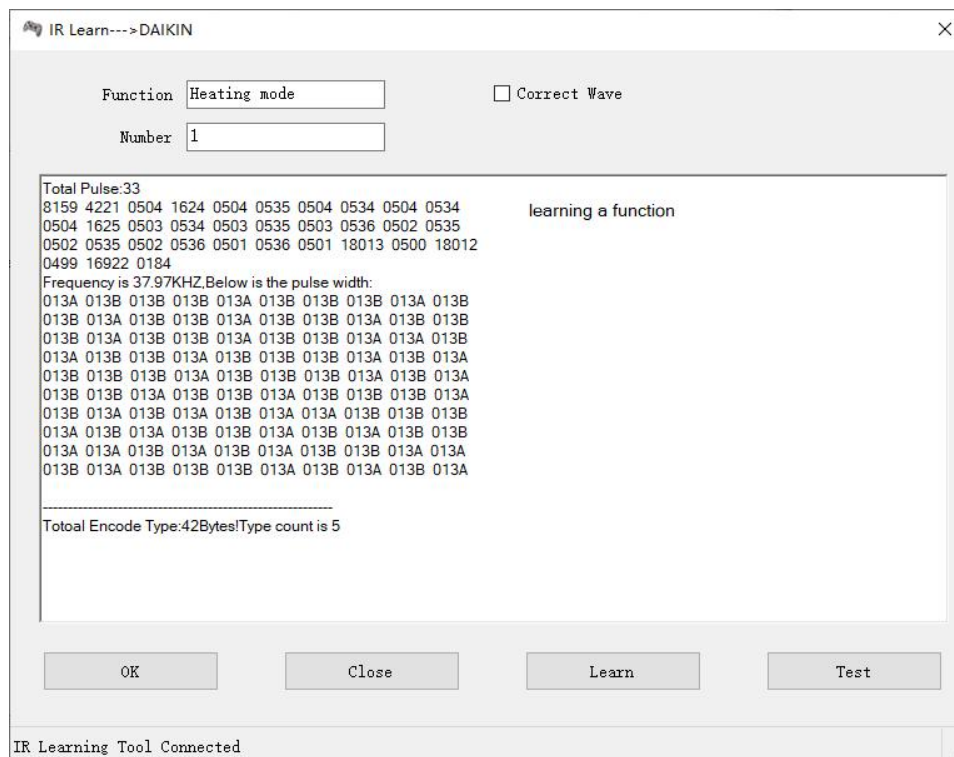 IR Learn--->DAIKIN
Function Heating mode
Correct Wave
Number 1
Total Pulse:33
8159 4221 0504 1624 0504 0535 0504 0534 0504 0534
0504 1625 0503 0534 0503 0535 0503 0536 0502 0535
0502 0535 0502 0536 0501 0536 0501 18013 0500 18012
0499 16922 0184
learning a function
Frequency is 37.97KHZ,Below is the pulse width:
013A 013B 013B 013B 013A 013B 013B 013B 013A 013B
013B 013A 013B 013B 013A 013B 013B 013A 013B 013B
013B 013A 013B 013B 013A 013B 013B 013A 013A 013B
013A 013B 013B 013A 013B 013B 013B 013A 013B 013A
013B 013B 013B 013A 013B 013B 013B 013A 013B 013A
013B 013B 013A 013B 013B 013A 013B 013B 013B 013A
013B 013A 013B 013A 013B 013A 013A 013B 013B 013B
013A 013B 013A 013B 013B 013B 013B 013A 013B 013B
013A 013A 013B 013A 013B 013A 013B 013B 013A 013A
013B 013A 013B 013B 013B 013A 013B 013A 013B 013A
----------------------------------------------------------
Totoal Encode Type:42Bytes!Type count is 5
OK Close Learn Test
IR Learning Tool Connected